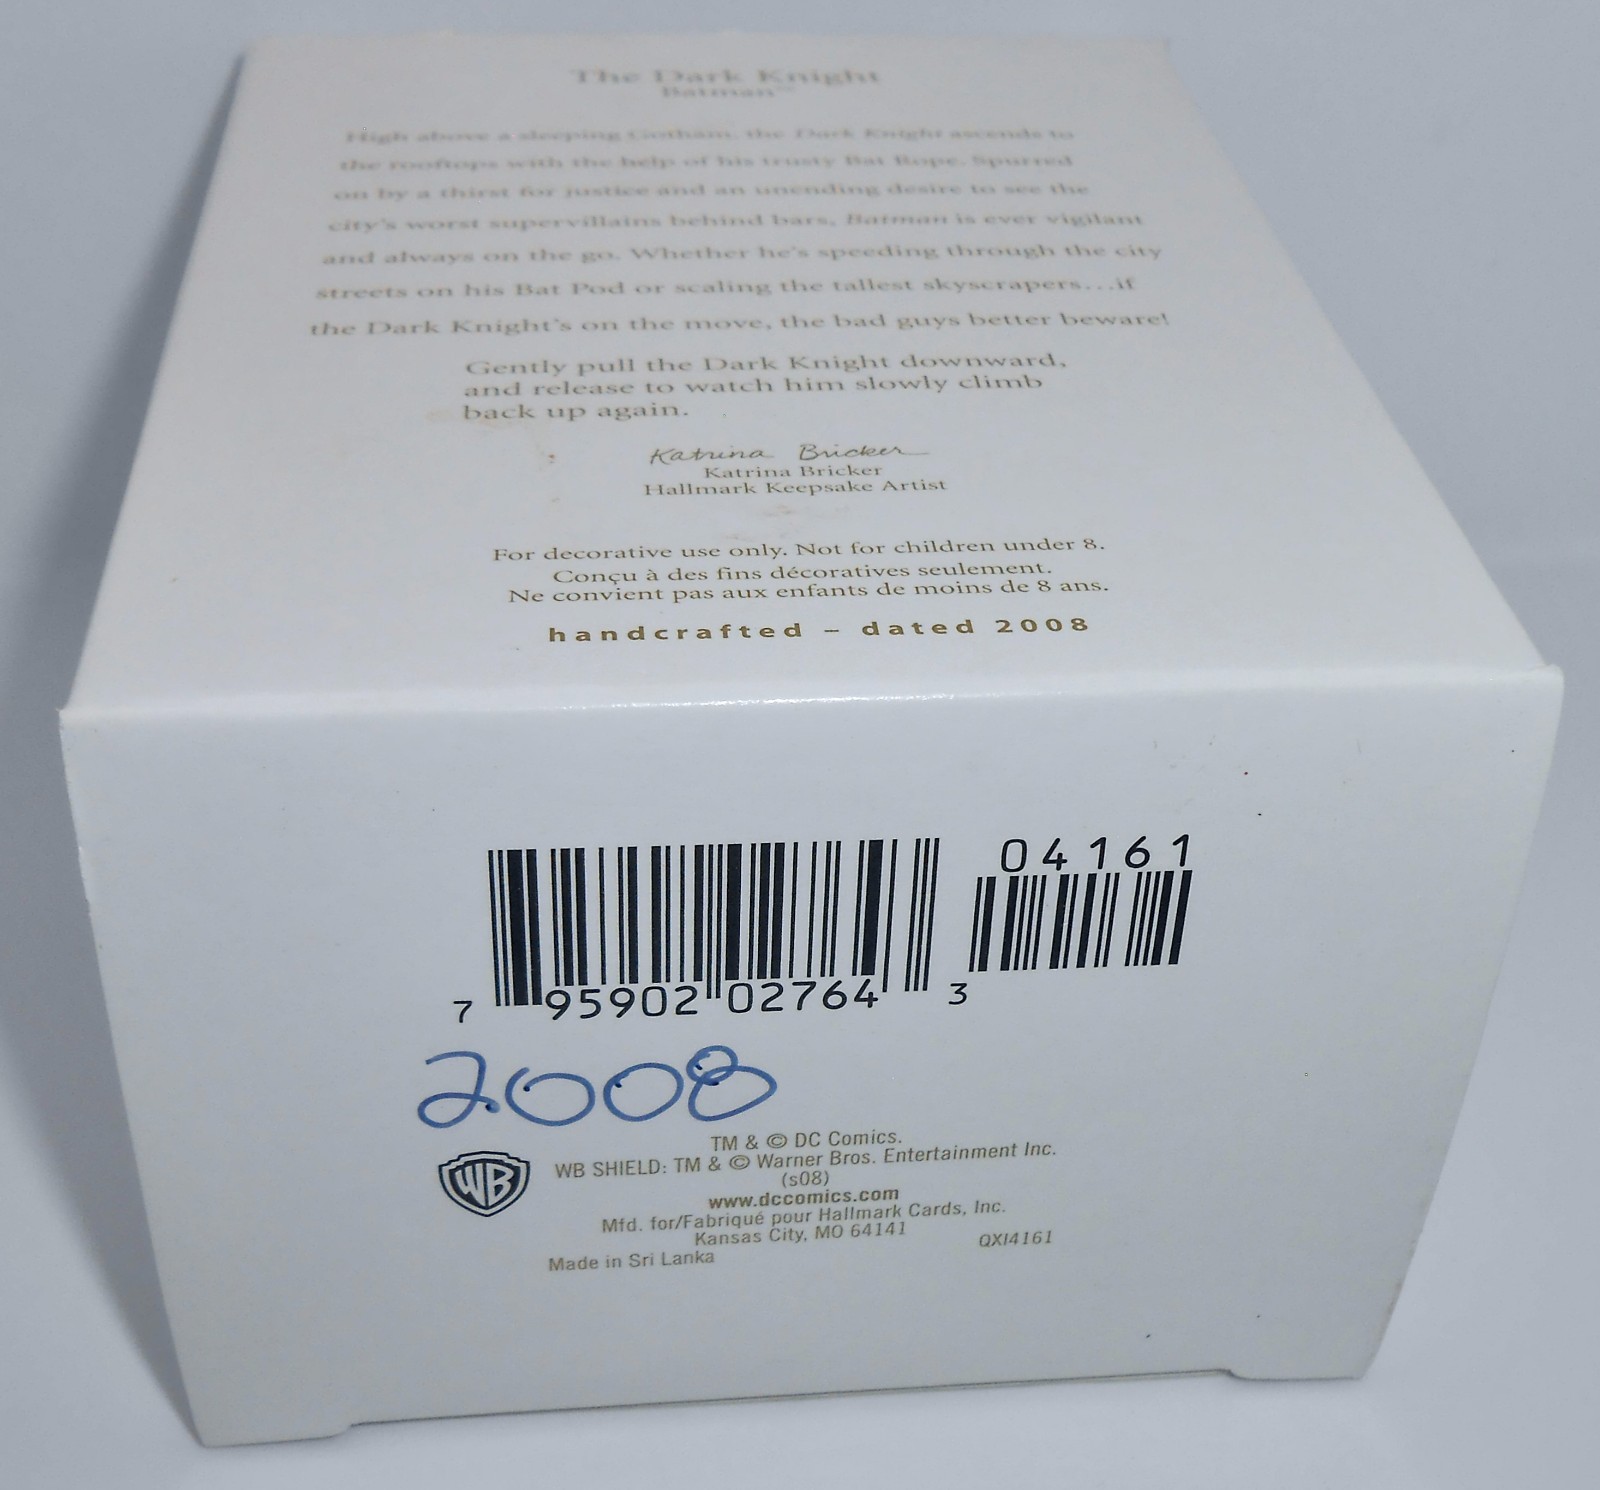 The Dark Knight
Batman™
High above a sleeping Gotham, the Dark Knight ascends to
the rooftops with the help of his trusty Bat Rope. Spurred
on by a thirst for justice and an unending desire to see the
city's worst supervillains behind bars, Batman is ever vigilant
and always on the go. Whether he's speeding through the city
streets on his Bat Pod or scaling the tallest skyscrapers...if
the Dark Knight's on the move, the bad guys better beware!
Gently pull the Dark Knight downward,
and release to watch him slowly climb
back up again.
Katrina Bricker
Katrina Bricker
Hallmark Keepsake Artist
For decorative use only. Not for children under 8.
Conçu à des fins décoratives seulement.
Ne convient pas aux enfants de moins de 8 ans.
handcrafted – dated 2008
04161
7 95902 02764 3
2008
WB
TM & © DC Comics.
WB SHIELD: TM & © Warner Bros. Entertainment Inc.
(s08)
www.dccomics.com
Mfd. for/Fabriqué pour Hallmark Cards, Inc.
Kansas City, MO 64141
QXI4161
Made in Sri Lanka